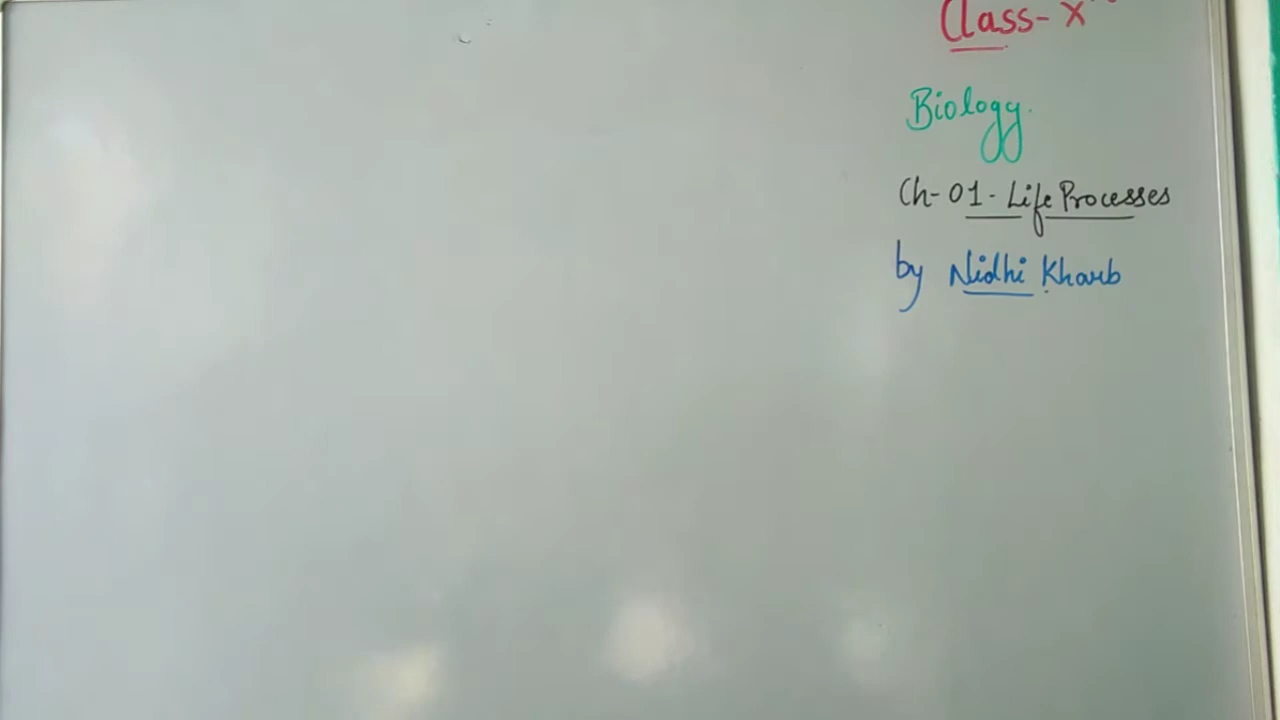 Class- X
Biology.
Ch- 01 - Life Processes
by Nidhi Kharb